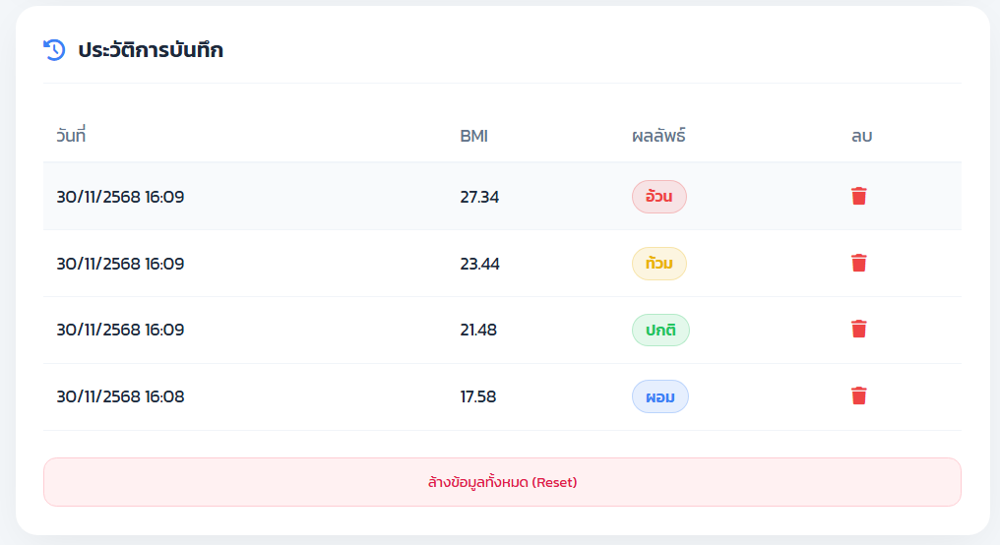 ประวัติการบันทึก
วันที่ BMI ผลลัพธ์ ลบ
30/11/2568 16:09 27.34 อ้วน
30/11/2568 16:09 23.44 ท้วม
30/11/2568 16:09 21.48 ปกติ
30/11/2568 16:08 17.58 ผอม
ล้างข้อมูลทั้งหมด (Reset)